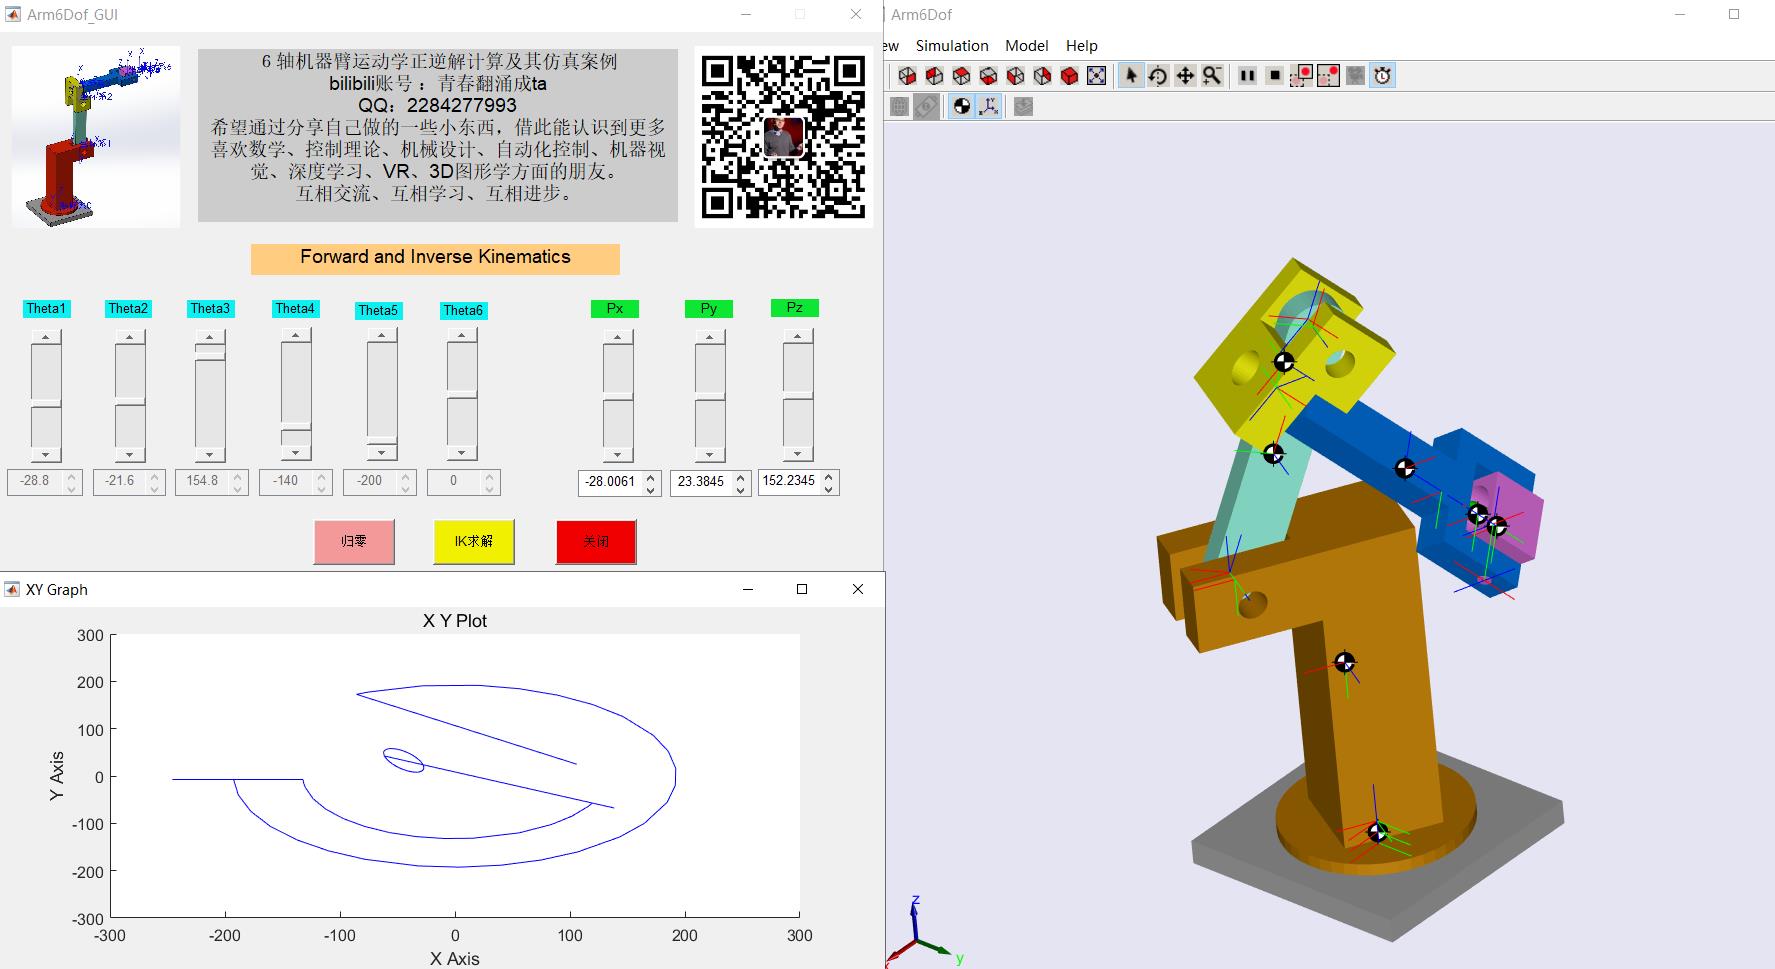 Arm6Dof_GUI
6 轴机器臂运动学正逆解计算及其仿真案例
bilibili账号 ：青春翻涌成ta
QQ：2284277993
希望通过分享自己做的一些小东西，借此能认识到更多
喜欢数学、控制理论、机械设计、自动化控制、机器视
觉、深度学习、VR、3D图形学方面的朋友。
互相交流、互相学习、互相进步。
Forward and Inverse Kinematics
Theta1 Theta2 Theta3 Theta4 Theta5 Theta6 Px Py Pz
-28.8 -21.6 154.8 -140 -200 0 -28.0061 23.3845 152.2345
归零 IK求解 关闭
XY Graph
X Y Plot
300
200
100
0
-100
-200
-300
Y Axis
-300 -200 -100 0 100 200 300
X Axis
Arm6Dof
ew Simulation Model Help
z
x
y